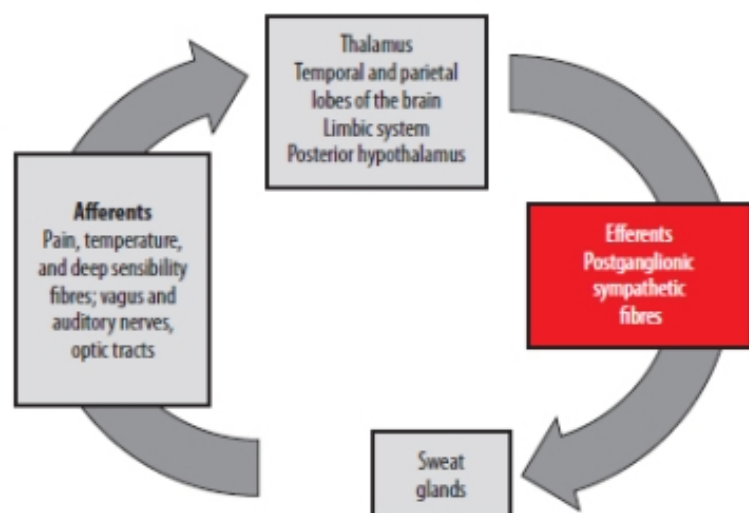 Thalamus
Temporal and parietal
lobes of the brain
Limbic system
Posterior hypothalamus
Afferents
Pain, temperature,
and deep sensibility
fibres; vagus and
auditory nerves,
optic tracts
Efferents
Postganglionic
sympathetic
fibres
Sweat
glands